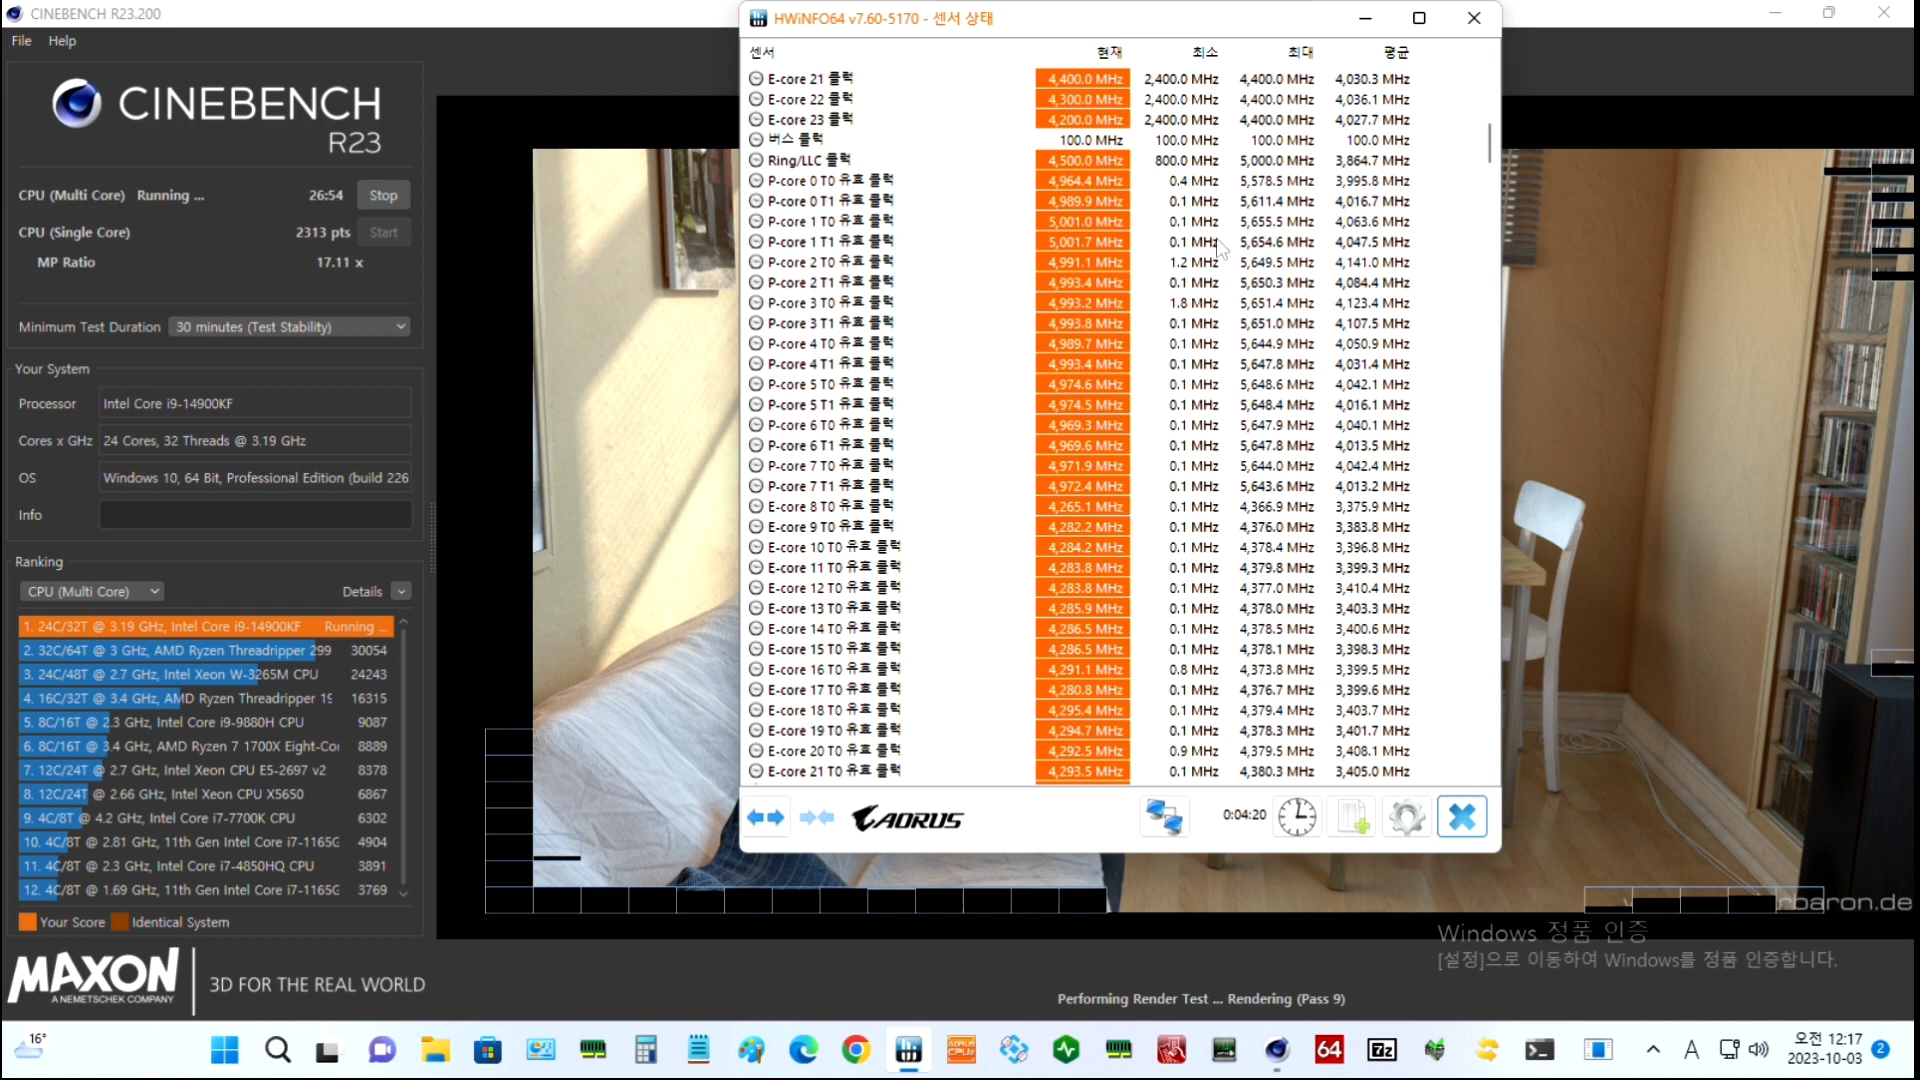 CINEBENCH R23.200
File Help
CINEBENCH
R23
CPU (Multi Core) Running ... 26:54 Stop
CPU (Single Core) 2313 pts Start
MP Ratio 17.11 x
Minimum Test Duration 30 minutes (Test Stability)
Your System
Processor Intel Core i9-14900KF
Cores x GHz 24 Cores, 32 Threads @ 3.19 GHz
OS Windows 10, 64 Bit, Professional Edition (build 226
Info
Ranking
CPU (Multi Core) Details
1. 24C/32T @ 3.19 GHz, Intel Core i9-14900KF Running ...
2. 32C/64T @ 3 GHz, AMD Ryzen Threadripper 299 30054
3. 24C/48T @ 2.7 GHz, Intel Xeon W-3265M CPU 24243
4. 16C/32T @ 3.4 GHz, AMD Ryzen Threadripper 19 16315
5. 8C/16T @ 2.3 GHz, Intel Core i9-9880H CPU 9087
6. 8C/16T @ 3.4 GHz, AMD Ryzen 7 1700X Eight-Co 8889
7. 12C/24T @ 2.7 GHz, Intel Xeon CPU E5-2697 v2 8378
8. 12C/24T @ 2.66 GHz, Intel Xeon CPU X5650 6867
9. 4C/8T @ 4.2 GHz, Intel Core i7-7700K CPU 6302
10. 4C/8T @ 2.81 GHz, 11th Gen Intel Core i7-1165G 4904
11. 4C/8T @ 2.3 GHz, Intel Core i7-4850HQ CPU 3891
12. 4C/8T @ 1.69 GHz, 11th Gen Intel Core i7-1165G 3769
Your Score Identical System
MAXON
A NEMETSCHEK COMPANY
3D FOR THE REAL WORLD
HWiNFO64 v7.60-5170 - 센서 상태
센서 현재 최소 최대 평균
E-core 21 클럭 4,400.0 MHz 2,400.0 MHz 4,400.0 MHz 4,030.3 MHz
E-core 22 클럭 4,300.0 MHz 2,400.0 MHz 4,400.0 MHz 4,036.1 MHz
E-core 23 클럭 4,200.0 MHz 2,400.0 MHz 4,400.0 MHz 4,027.7 MHz
버스 클럭 100.0 MHz 100.0 MHz 100.0 MHz 100.0 MHz
Ring/LLC 클럭 4,500.0 MHz 800.0 MHz 5,000.0 MHz 3,864.7 MHz
P-core 0 T0 유효 클럭 4,964.4 MHz 0.4 MHz 5,578.5 MHz 3,995.8 MHz
P-core 0 T1 유효 클럭 4,989.9 MHz 0.1 MHz 5,611.4 MHz 4,016.7 MHz
P-core 1 T0 유효 클럭 5,001.0 MHz 0.1 MHz 5,655.5 MHz 4,063.6 MHz
P-core 1 T1 유효 클럭 5,001.7 MHz 0.1 MHz 5,654.6 MHz 4,047.5 MHz
P-core 2 T0 유효 클럭 4,991.1 MHz 1.2 MHz 5,649.5 MHz 4,141.0 MHz
P-core 2 T1 유효 클럭 4,993.4 MHz 0.1 MHz 5,650.3 MHz 4,084.4 MHz
P-core 3 T0 유효 클럭 4,993.2 MHz 1.8 MHz 5,651.4 MHz 4,123.4 MHz
P-core 3 T1 유효 클럭 4,993.8 MHz 0.1 MHz 5,651.0 MHz 4,107.5 MHz
P-core 4 T0 유효 클럭 4,989.7 MHz 0.1 MHz 5,644.9 MHz 4,050.9 MHz
P-core 4 T1 유효 클럭 4,993.4 MHz 0.1 MHz 5,647.8 MHz 4,031.4 MHz
P-core 5 T0 유효 클럭 4,974.6 MHz 0.1 MHz 5,648.6 MHz 4,042.1 MHz
P-core 5 T1 유효 클럭 4,974.5 MHz 0.1 MHz 5,648.4 MHz 4,016.1 MHz
P-core 6 T0 유효 클럭 4,969.3 MHz 0.1 MHz 5,647.9 MHz 4,040.1 MHz
P-core 6 T1 유효 클럭 4,969.6 MHz 0.1 MHz 5,647.8 MHz 4,013.5 MHz
P-core 7 T0 유효 클럭 4,971.9 MHz 0.1 MHz 5,644.0 MHz 4,042.4 MHz
P-core 7 T1 유효 클럭 4,972.4 MHz 0.1 MHz 5,643.6 MHz 4,013.2 MHz
E-core 8 T0 유효 클럭 4,265.1 MHz 0.1 MHz 4,366.9 MHz 3,375.9 MHz
E-core 9 T0 유효 클럭 4,282.2 MHz 0.1 MHz 4,376.0 MHz 3,383.8 MHz
E-core 10 T0 유효 클럭 4,284.2 MHz 0.1 MHz 4,378.4 MHz 3,396.8 MHz
E-core 11 T0 유효 클럭 4,283.8 MHz 0.1 MHz 4,379.8 MHz 3,399.3 MHz
E-core 12 T0 유효 클럭 4,283.8 MHz 0.1 MHz 4,377.0 MHz 3,410.4 MHz
E-core 13 T0 유효 클럭 4,285.9 MHz 0.1 MHz 4,378.0 MHz 3,403.3 MHz
E-core 14 T0 유효 클럭 4,286.5 MHz 0.1 MHz 4,378.5 MHz 3,400.6 MHz
E-core 15 T0 유효 클럭 4,286.5 MHz 0.1 MHz 4,378.1 MHz 3,398.3 MHz
E-core 16 T0 유효 클럭 4,291.1 MHz 0.8 MHz 4,373.8 MHz 3,399.5 MHz
E-core 17 T0 유효 클럭 4,280.8 MHz 0.1 MHz 4,376.7 MHz 3,399.6 MHz
E-core 18 T0 유효 클럭 4,295.4 MHz 0.1 MHz 4,379.4 MHz 3,403.7 MHz
E-core 19 T0 유효 클럭 4,294.7 MHz 0.1 MHz 4,378.3 MHz 3,401.7 MHz
E-core 20 T0 유효 클럭 4,292.5 MHz 0.9 MHz 4,379.5 MHz 3,408.1 MHz
E-core 21 T0 유효 클럭 4,293.5 MHz 0.1 MHz 4,380.3 MHz 3,405.0 MHz
AORUS 0:04:20
rbaron.de
Windows 정품 인증
[설정]으로 이동하여 Windows를 정품 인증합니다.
Performing Render Test ... Rendering (Pass 9)
16°
64
7z
A
오전 12:17
2023-10-03
2